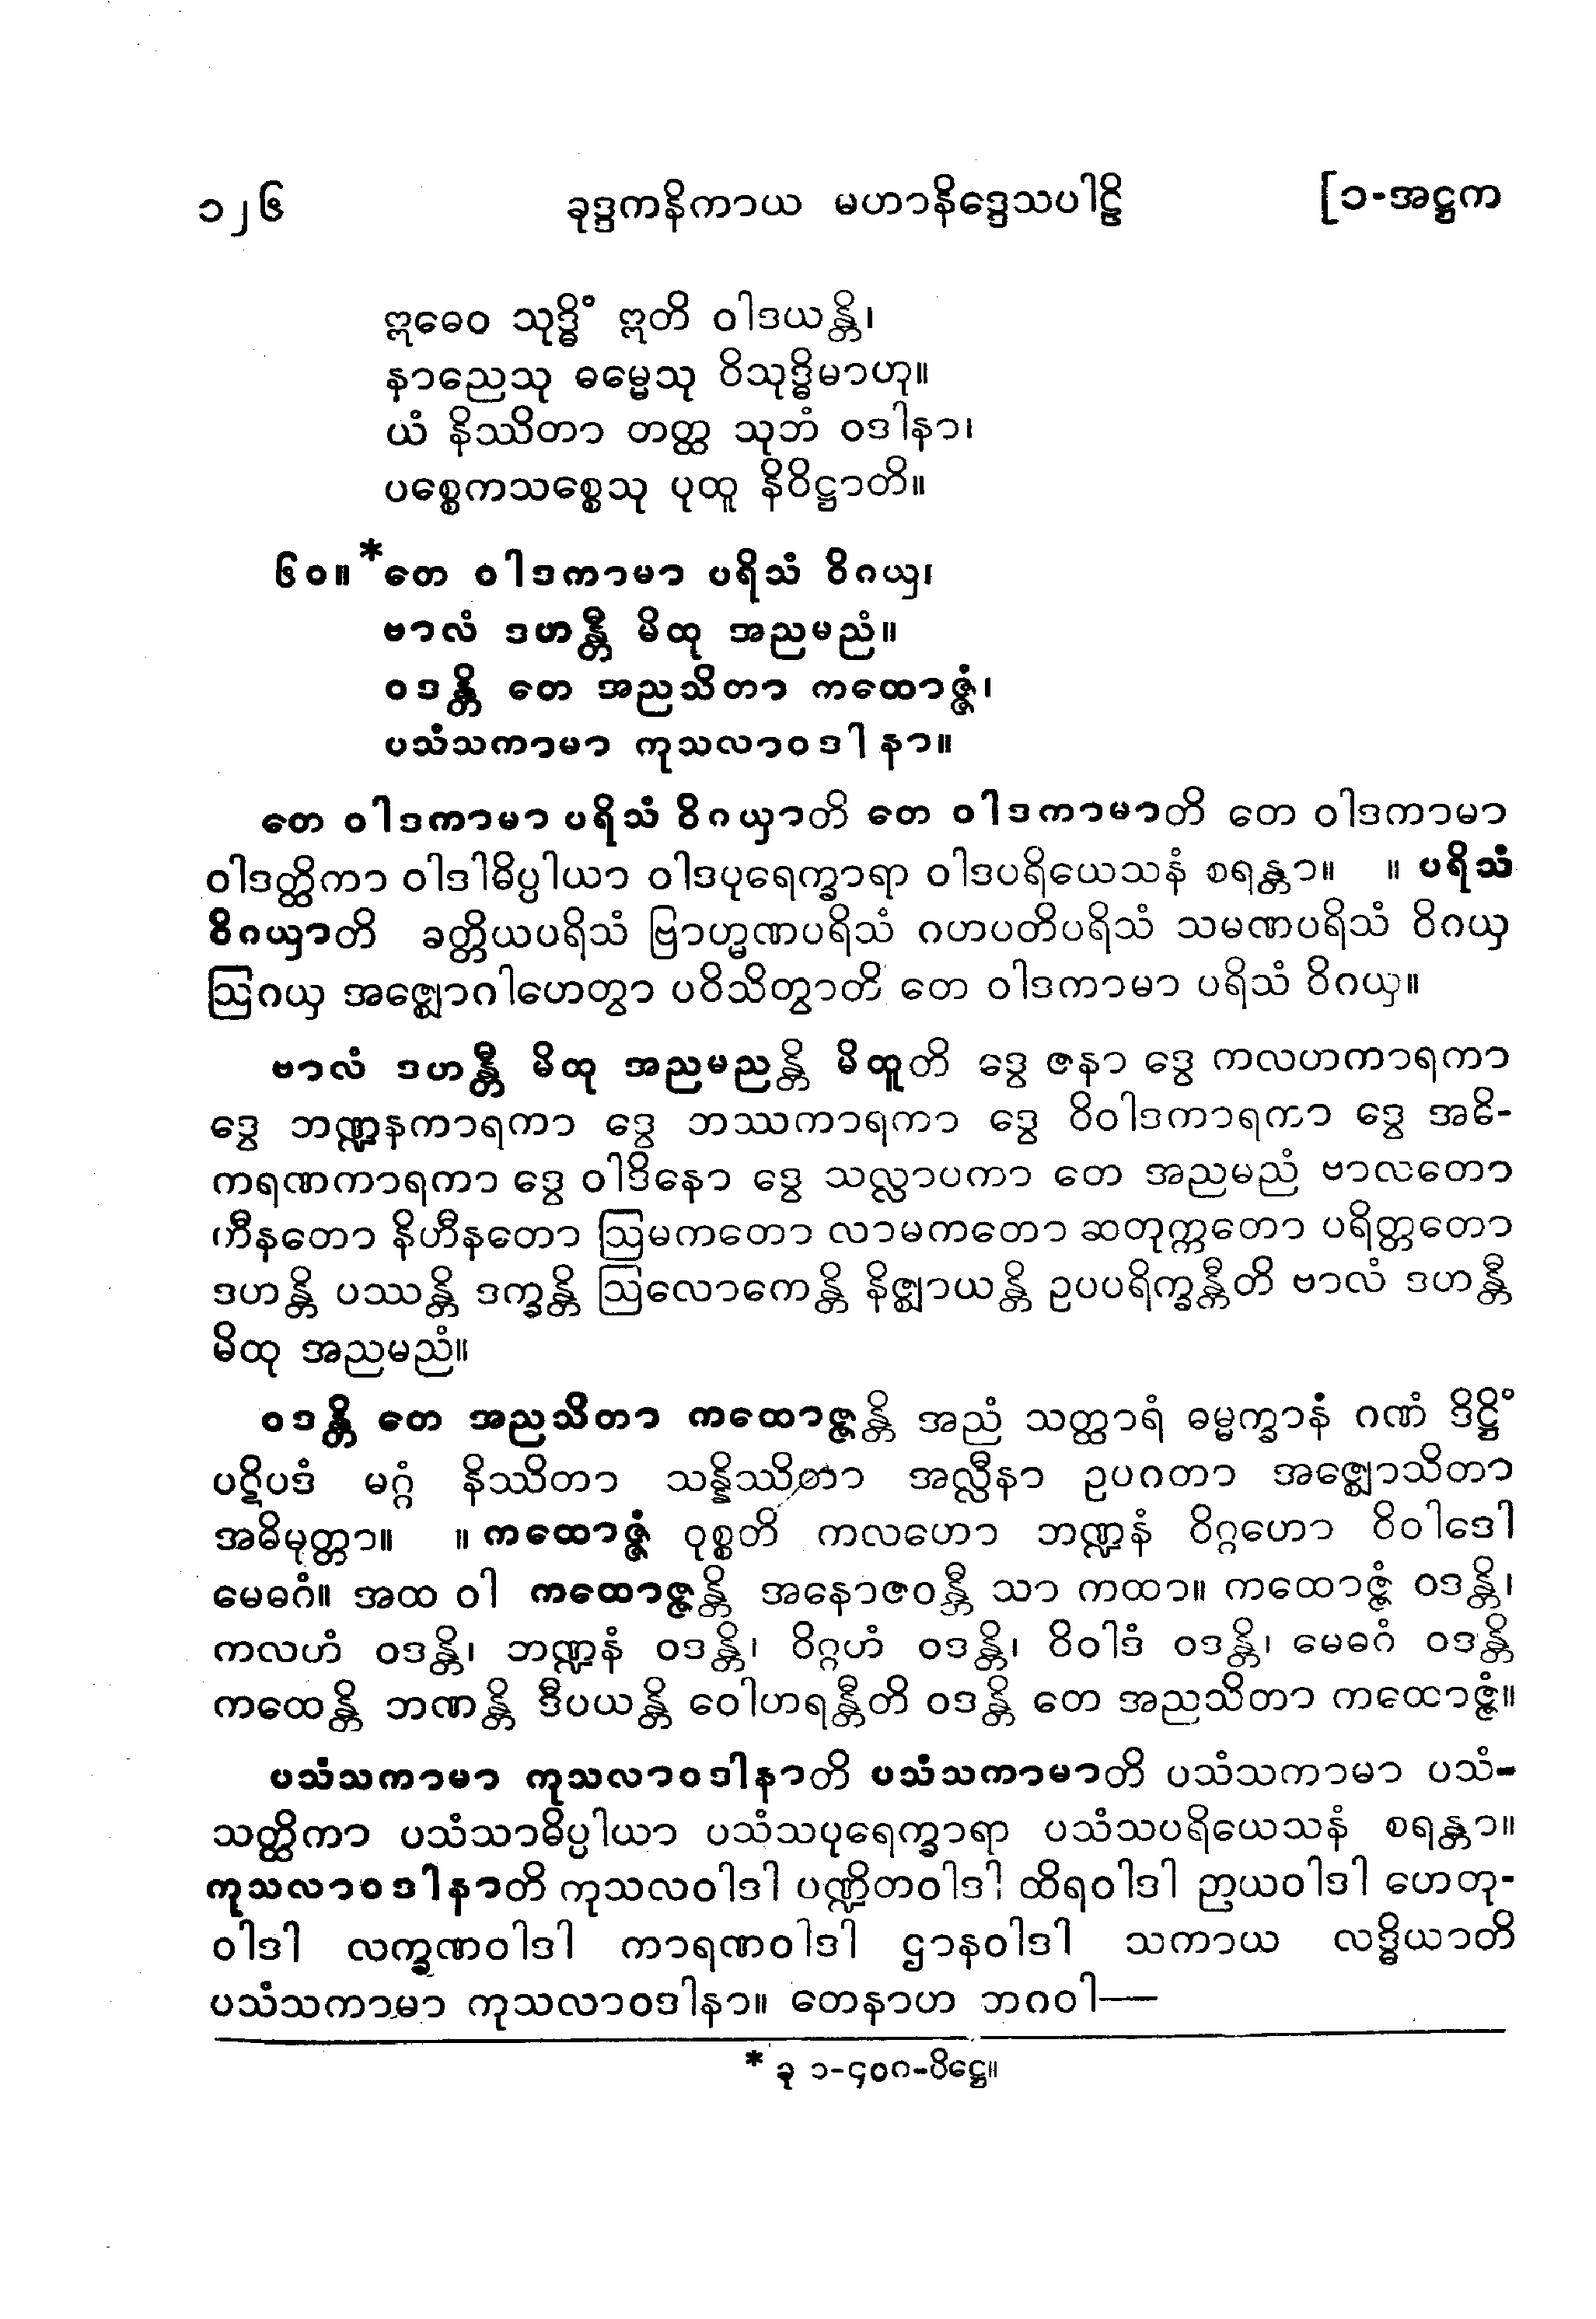 ၁၂၆ ခုဒ္ဒကနိကာယ မဟာနိဒ္ဒေသပါဠိ [၁-အဋ္ဌက
ဣဓေဝ သုဒ္ဓိံ ဣတိ ဝါဒယန္တိ၊
နာညေသု ဓမ္မေသု ဝိသုဒ္ဓိမာဟု။
ယံ နိဿိတာ တတ္ထ သုဘံ ဝဒါနာ၊
ပစ္စေကသစ္စေသု ပုထူ နိဝိဋ္ဌာတိ။
၆၀။ *တေ ဝါဒကာမာ ပရိသံ ဝိဂယှ၊
ဗာလံ ဒဟန္တီ မိထု အညမညံ။
ဝဒန္တိ တေ အညသိတာ ကထောဇ္ဇံ၊
ပသံသကာမာ ကုသလာဝဒါနာ။
တေ ဝါဒကာမာ ပရိသံ ဝိဂယှာတိ တေ ဝါဒကာမာတိ တေ ဝါဒကာမာ
ဝါဒတ္ထိကာ ဝါဒါဓိပ္ပါယာ ဝါဒပုရေက္ခာရာ ဝါဒပရိယေသနံ စရန္တာ။ ။ ပရိသံ
ဝိဂယှာတိ ခတ္တိယပရိသံ ဗြာဟ္မဏပရိသံ ဂဟပတိပရိသံ သမဏပရိသံ ဝိဂယှ
ဩဂယှ အဇ္ဈောဂါဟေတွာ ပဝိသိတွာတိ တေ ဝါဒကာမာ ပရိသံ ဝိဂယှ။
ဗာလံ ဒဟန္တီ မိထု အညမညန္တိ မိထူတိ ဒွေ ဇနာ ဒွေ ကလဟကာရကာ
ဒွေ ဘဏ္ဍနကာရကာ ဒွေ ဘဿကာရကာ ဒွေ ဝိဝါဒကာရကာ ဒွေ အဓိ-
ကရဏကာရကာ ဒွေ ဝါဒိနော ဒွေ သလ္လာပကာ တေ အညမညံ ဗာလတော
ဟီနတော နိဟီနတော ဩမကတော လာမကတော ဆတုက္ကတော ပရိတ္တတော
ဒဟန္တိ ပဿန္တိ ဒက္ခန္တိ ဩလောကေန္တိ နိဇ္ဈာယန္တိ ဥပပရိက္ခန္တီတိ ဗာလံ ဒဟန္တီ
မိထု အညမညံ။
ဝဒန္တိ တေ အညသိတာ ကထောဇ္ဇန္တိ အညံ သတ္ထာရံ ဓမ္မက္ခာနံ ဂဏံ ဒိဋ္ဌိံ
ပဋိပဒံ မဂ္ဂံ နိဿိတာ သန္နိဿိတာ အလ္လီနာ ဥပဂတာ အဇ္ဈောသိတာ
အဓိမုတ္တာ။ ။ ကထောဇ္ဇံ ဝုစ္စတိ ကလဟော ဘဏ္ဍနံ ဝိဂ္ဂဟော ဝိဝါဒေါ
မေဓဂံ။ အထ ဝါ ကထောဇ္ဇန္တိ အနောဇဝန္တီ သာ ကထာ။ ကထောဇ္ဇံ ဝဒန္တိ၊
ကလဟံ ဝဒန္တိ၊ ဘဏ္ဍနံ ဝဒန္တိ၊ ဝိဂ္ဂဟံ ဝဒန္တိ၊ ဝိဝါဒံ ဝဒန္တိ၊ မေဓဂံ ဝဒန္တိ
ကထေန္တိ ဘဏန္တိ ဒီပယန္တိ ဝေါဟရန္တီတိ ဝဒန္တိ တေ အညသိတာ ကထောဇ္ဇံ။
ပသံသကာမာ ကုသလာဝဒါနာတိ ပသံသကာမာတိ ပသံသကာမာ ပသံ-
သတ္ထိကာ ပသံသာဓိပ္ပါယာ ပသံသပုရေက္ခာရာ ပသံသပရိယေသနံ စရန္တာ။
ကုသလာဝဒါနာတိ ကုသလဝါဒါ ပဏ္ဍိတဝါဒါ ထိရဝါဒါ ဉာယဝါဒါ ဟေတု-
ဝါဒါ လက္ခဏဝါဒါ ကာရဏဝါဒါ ဌာနဝါဒါ သကာယ လဒ္ဓိယာတိ
ပသံသကာမာ ကုသလာဝဒါနာ။ တေနာဟ ဘဂဝါ—
* ခု ၁-၄၀၈-ပိဋ္ဌေ။